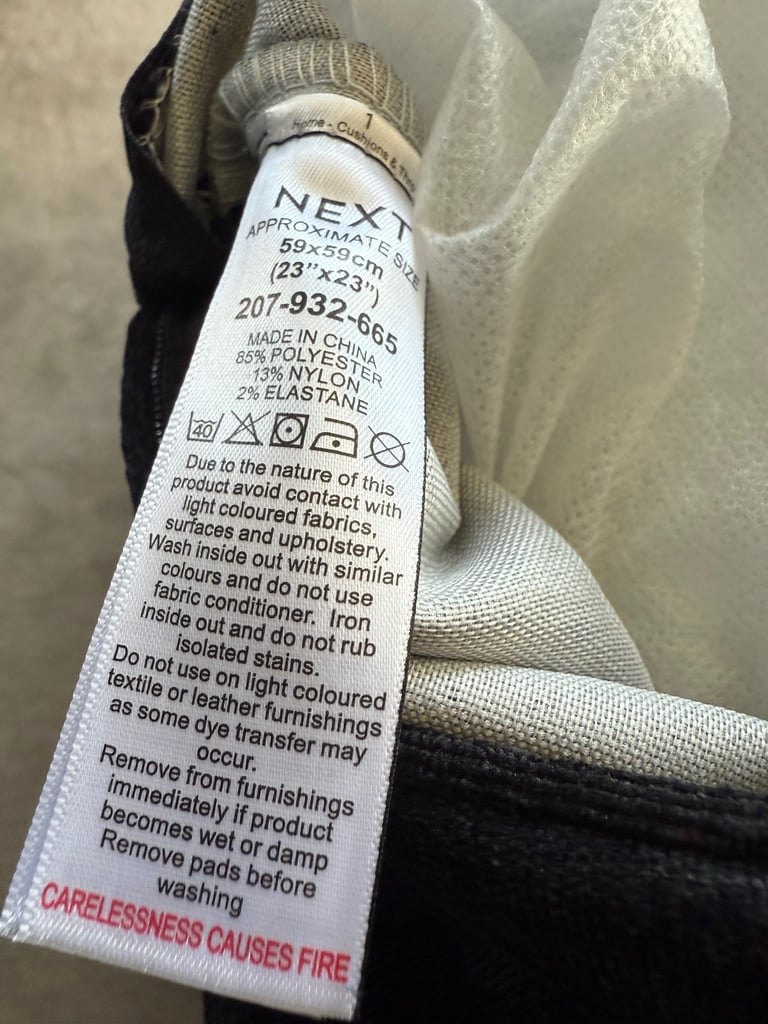 1
Home - Cushions &
NEXT
APPROXIMATE SIZE
59x59cm
(23"x23")
207-932-665
MADE IN CHINA
85% POLYESTER
13% NYLON
2% ELASTANE
40
Due to the nature of this
product avoid contact with
light coloured fabrics,
surfaces and upholstery.
Wash inside out with similar
colours and do not use
fabric conditioner. Iron
inside out and do not rub
isolated stains.
Do not use on light coloured
textile or leather furnishings
as some dye transfer may
occur.
Remove from furnishings
immediately if product
becomes wet or damp
Remove pads before
washing
CARELESSNESS CAUSES FIRE